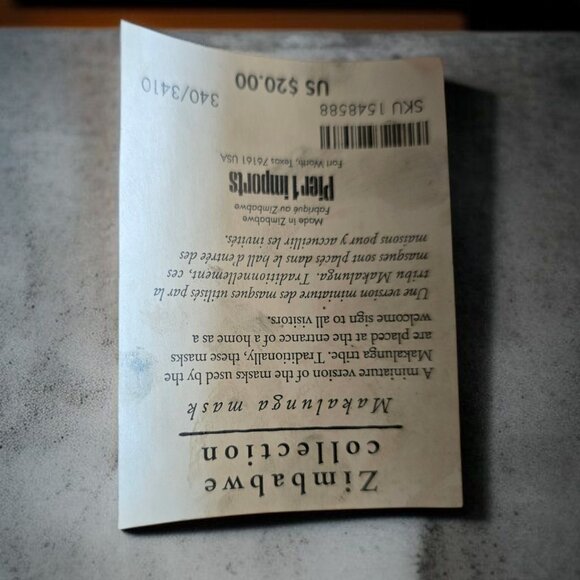 Zimbabwe
collection
Makalunga mask
A miniature version of the masks used by the
Makalunga tribe. Traditionally, these masks
are placed at the entrance of a home as a
welcome sign to all visitors.
Une version miniature des masques utilisés par la
tribu Makalunga. Traditionnellement, ces
masques sont placés dans le hall d'entrée des
maisons pour y accueillir les invités.
Made in Zimbabwe
Fabriqué au Zimbabwe
Pier 1 imports
Fort Worth, Texas 76161 USA
SKU 1548588
340/3410
US $20.00